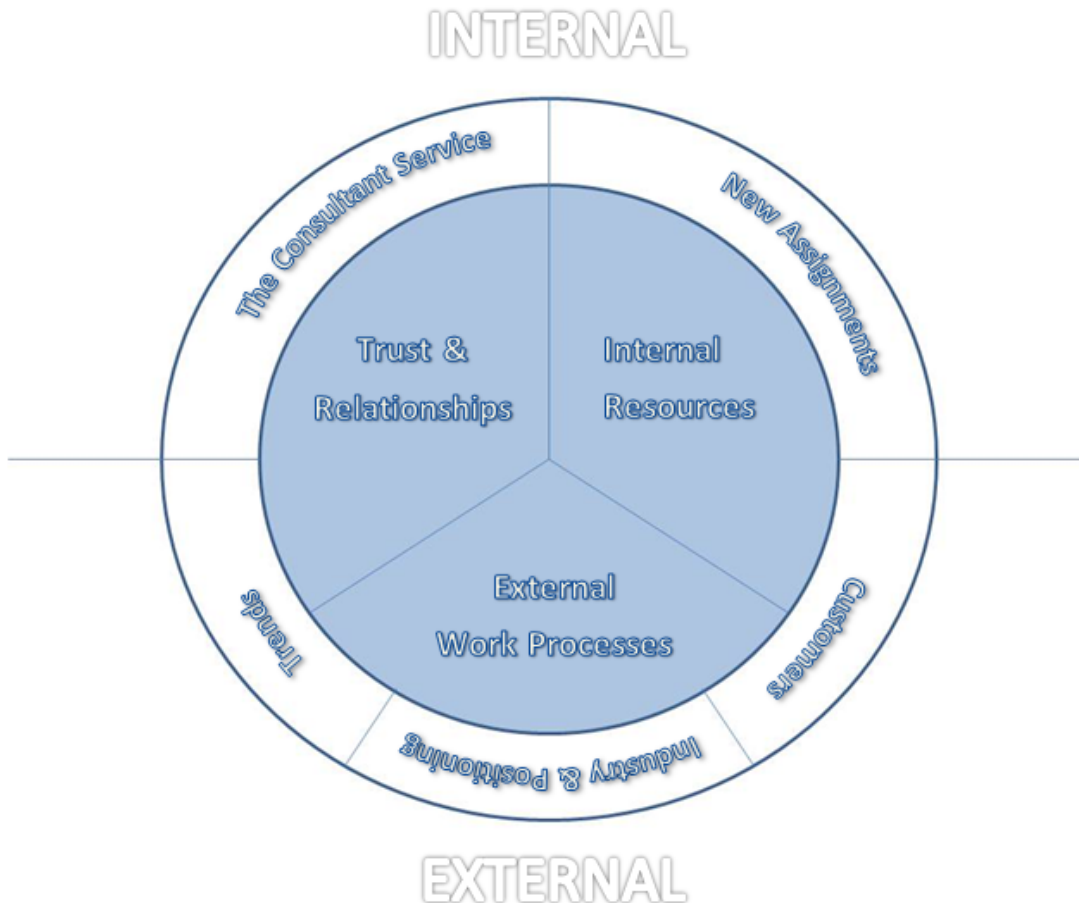 INTERNAL
The Consultant Service
New Assignments
Trust &
Relationships
Internal
Resources
External
Work Processes
Trends
Industry & Positioning
Customers
EXTERNAL